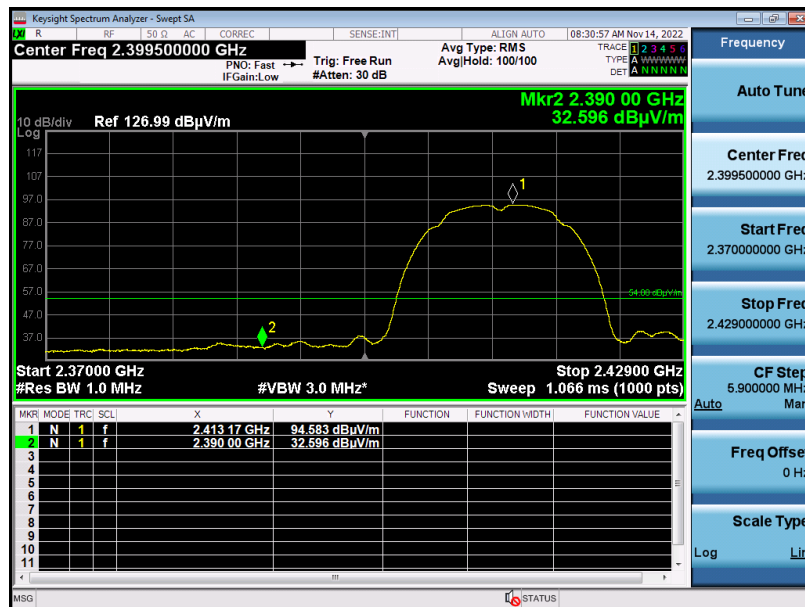 Keysight Spectrum Analyzer - Swept SA
LXI R RF 50 Ω AC CORREC SENSE:INT ALIGN AUTO 08:30:57 AM Nov 14, 2022
Center Freq 2.399500000 GHz
PNO: Fast
IFGain:Low
Trig: Free Run
#Atten: 30 dB
Avg Type: RMS
Avg|Hold: 100/100
TRACE 1 2 3 4 5 6
TYPE A WWWWW
DET A N N N N N
Mkr2 2.390 00 GHz
32.596 dBµV/m
10 dB/div Ref 126.99 dBµV/m
Log
117
107
97.0
87.0
77.0
67.0
57.0
47.0
37.0
1
2
54.00 dBµV/m
Start 2.37000 GHz Stop 2.42900 GHz
#Res BW 1.0 MHz #VBW 3.0 MHz* Sweep 1.066 ms (1000 pts)
MKR MODE TRC SCL X Y FUNCTION FUNCTION WIDTH FUNCTION VALUE
1 N 1 f 2.413 17 GHz 94.583 dBµV/m
2 N 1 f 2.390 00 GHz 32.596 dBµV/m
3
4
5
6
7
8
9
10
11
MSG STATUS
Frequency
Auto Tune
Center Freq
2.399500000 GHz
Start Freq
2.370000000 GHz
Stop Freq
2.429000000 GHz
CF Step
5.900000 MHz
Auto Man
Freq Offset
0 Hz
Scale Type
Log Lin